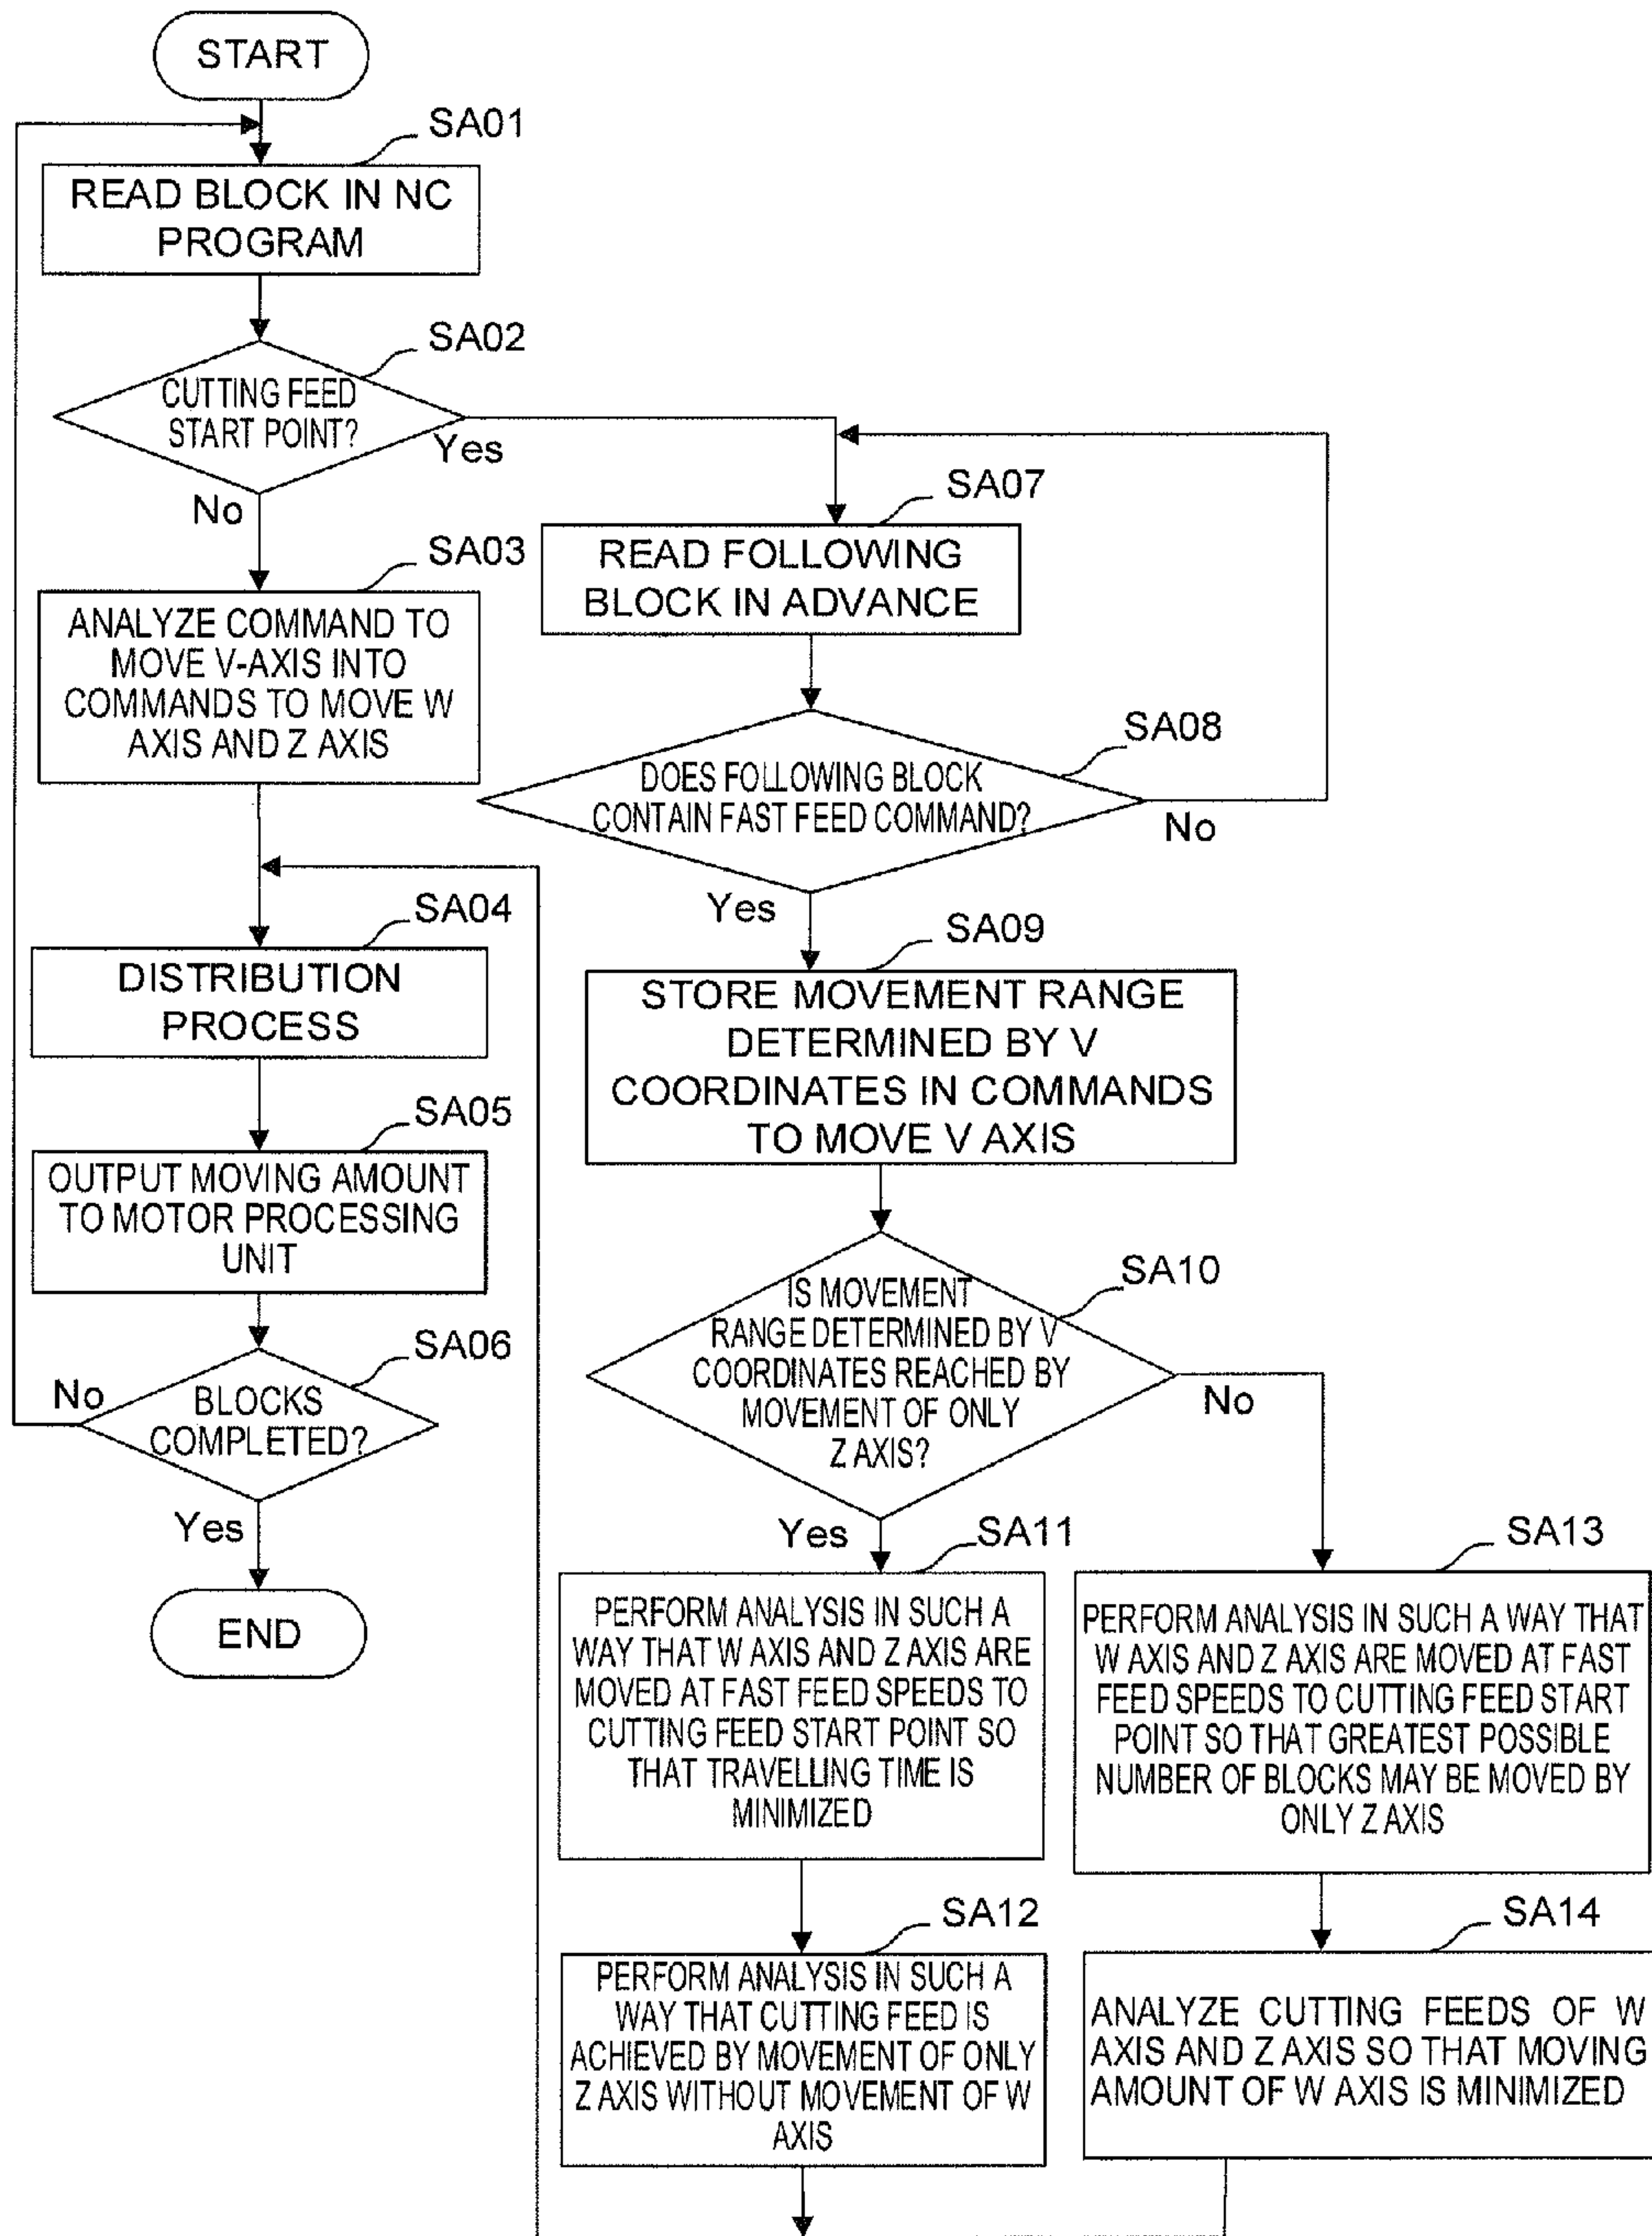 START
SA01
READ BLOCK IN NC
PROGRAM
SA02
CUTTING FEED
START POINT?
Yes
No
SA03
ANALYZE COMMAND TO
MOVE V-AXIS INTO
COMMANDS TO MOVE W
AXIS AND Z AXIS
SA04
DISTRIBUTION
PROCESS
SA05
OUTPUT MOVING AMOUNT
TO MOTOR PROCESSING
UNIT
SA06
No
BLOCKS
COMPLETED?
Yes
END
SA07
READ FOLLOWING
BLOCK IN ADVANCE
SA08
DOES FOLLOWING BLOCK
CONTAIN FAST FEED COMMAND?
No
Yes
SA09
STORE MOVEMENT RANGE
DETERMINED BY V
COORDINATES IN COMMANDS
TO MOVE V AXIS
SA10
IS MOVEMENT
RANGE DETERMINED BY V
COORDINATES REACHED BY
MOVEMENT OF ONLY
Z AXIS?
No
Yes
SA11
PERFORM ANALYSIS IN SUCH A
WAY THAT W AXIS AND Z AXIS ARE
MOVED AT FAST FEED SPEEDS TO
CUTTING FEED START POINT SO
THAT TRAVELLING TIME IS
MINIMIZED
SA12
PERFORM ANALYSIS IN SUCH A
WAY THAT CUTTING FEED IS
ACHIEVED BY MOVEMENT OF ONLY
Z AXIS WITHOUT MOVEMENT OF W
AXIS
SA13
PERFORM ANALYSIS IN SUCH A WAY THAT
W AXIS AND Z AXIS ARE MOVED AT FAST
FEED SPEEDS TO CUTTING FEED START
POINT SO THAT GREATEST POSSIBLE
NUMBER OF BLOCKS MAY BE MOVED BY
ONLY Z AXIS
SA14
ANALYZE CUTTING FEEDS OF W
AXIS AND Z AXIS SO THAT MOVING
AMOUNT OF W AXIS IS MINIMIZED